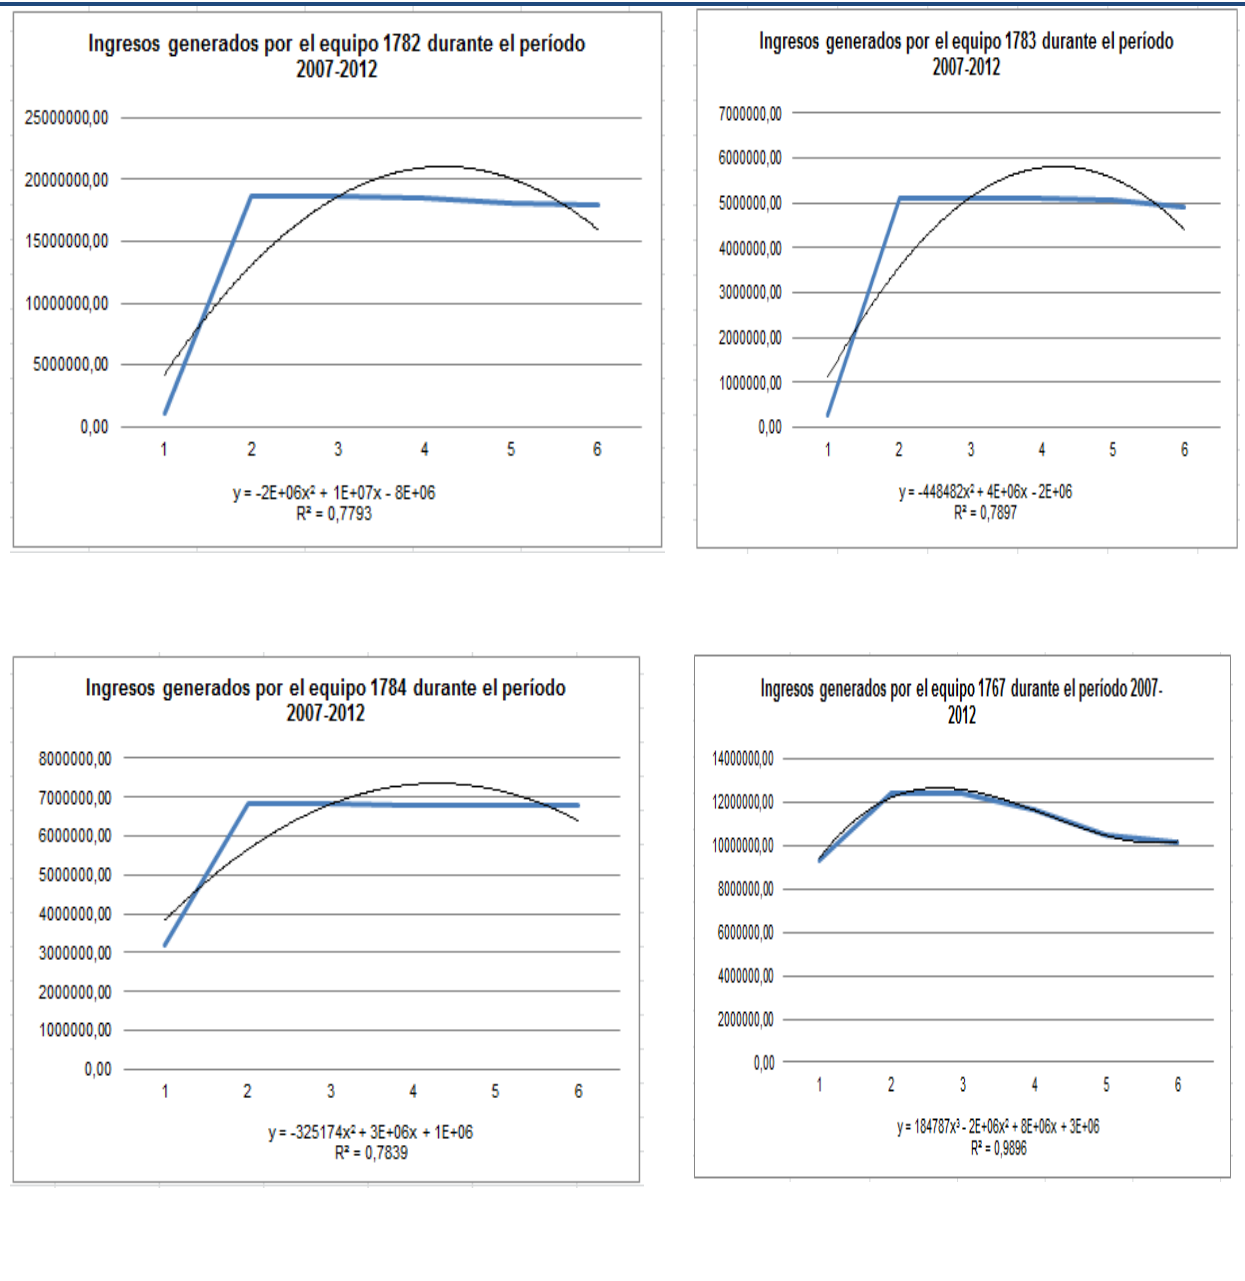 Ingresos generados por el equipo 1782 durante el período
2007-2012
25000000,00
20000000,00
15000000,00
10000000,00
5000000,00
0,00
1 2 3 4 5 6
y = -2E+06x² + 1E+07x - 8E+06
R² = 0,7793
Ingresos generados por el equipo 1783 durante el período
2007-2012
7000000,00
6000000,00
5000000,00
4000000,00
3000000,00
2000000,00
1000000,00
0,00
1 2 3 4 5 6
y = -448482x² + 4E+06x - 2E+06
R² = 0,7897
Ingresos generados por el equipo 1784 durante el período
2007-2012
8000000,00
7000000,00
6000000,00
5000000,00
4000000,00
3000000,00
2000000,00
1000000,00
0,00
1 2 3 4 5 6
y = -325174x² + 3E+06x + 1E+06
R² = 0,7839
Ingresos generados por el equipo 1767 durante el período 2007-
2012
14000000,00
12000000,00
10000000,00
8000000,00
6000000,00
4000000,00
2000000,00
0,00
1 2 3 4 5 6
y = 184787x³ - 2E+06x² + 8E+06x + 3E+06
R² = 0,9896